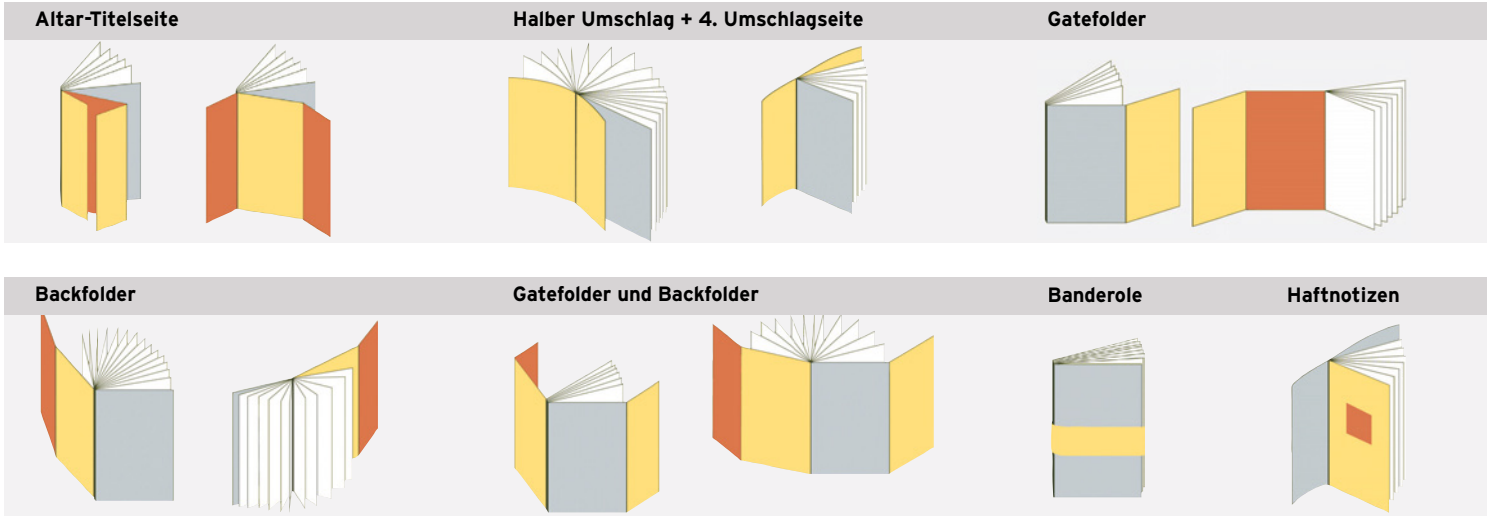 Altar-Titelseite
Halber Umschlag + 4. Umschlagseite
Gatefolder
Backfolder
Gatefolder und Backfolder
Banderole
Haftnotizen